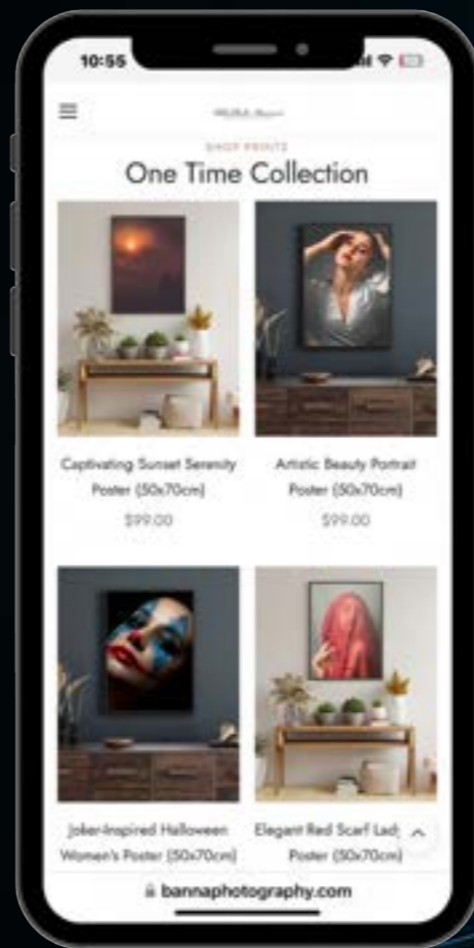 10:55
SHOP PRINTS
One Time Collection
Captivating Sunset Serenity
Poster (50x70cm)
$99.00
Artistic Beauty Portrait
Poster (50x70cm)
$99.00
Joker-Inspired Halloween
Women's Poster (50x70cm)
Elegant Red Scarf Lady
Poster (50x70cm)
bannaphotography.com